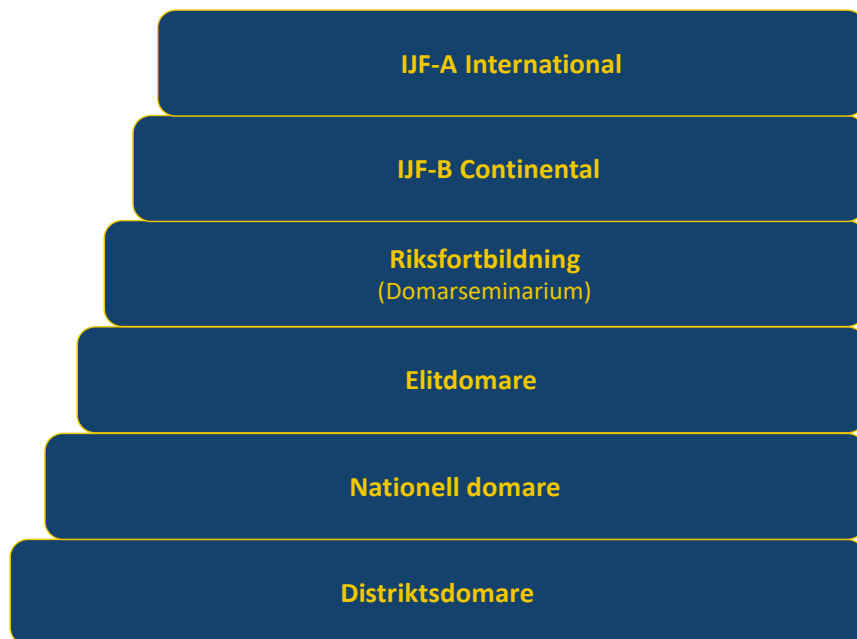 IJF-A International
IJF-B Continental
Riksfortbildning
(Domarseminarium)
Elitdomare
Nationell domare
Distriktsdomare